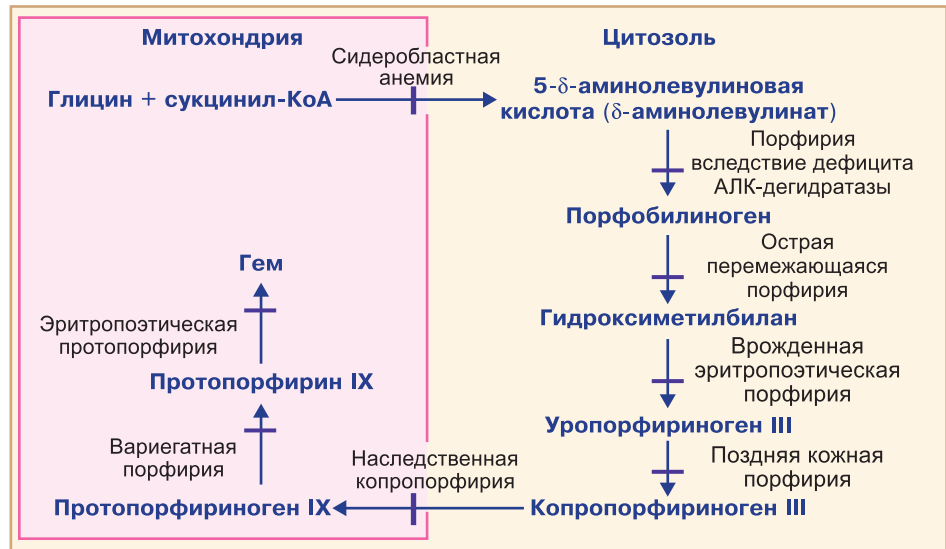 Митохондрия
Цитозоль
Сидеробластная
анемия
Глицин + сукцинил-КоА
5-δ-аминолевулиновая
кислота (δ-аминолевулинат)
Порфирия
вследствие дефицита
АЛК-дегидратазы
Порфобилиноген
Острая
перемежающаяся
порфирия
Гидроксиметилбилан
Врожденная
эритропоэтическая
порфирия
Уропорфириноген III
Поздняя кожная
порфирия
Копропорфириноген III
Наследственная
копропорфирия
Протопорфириноген IX
Вариегатная
порфирия
Протопорфирин IX
Эритропоэтическая
протопорфирия
Гем